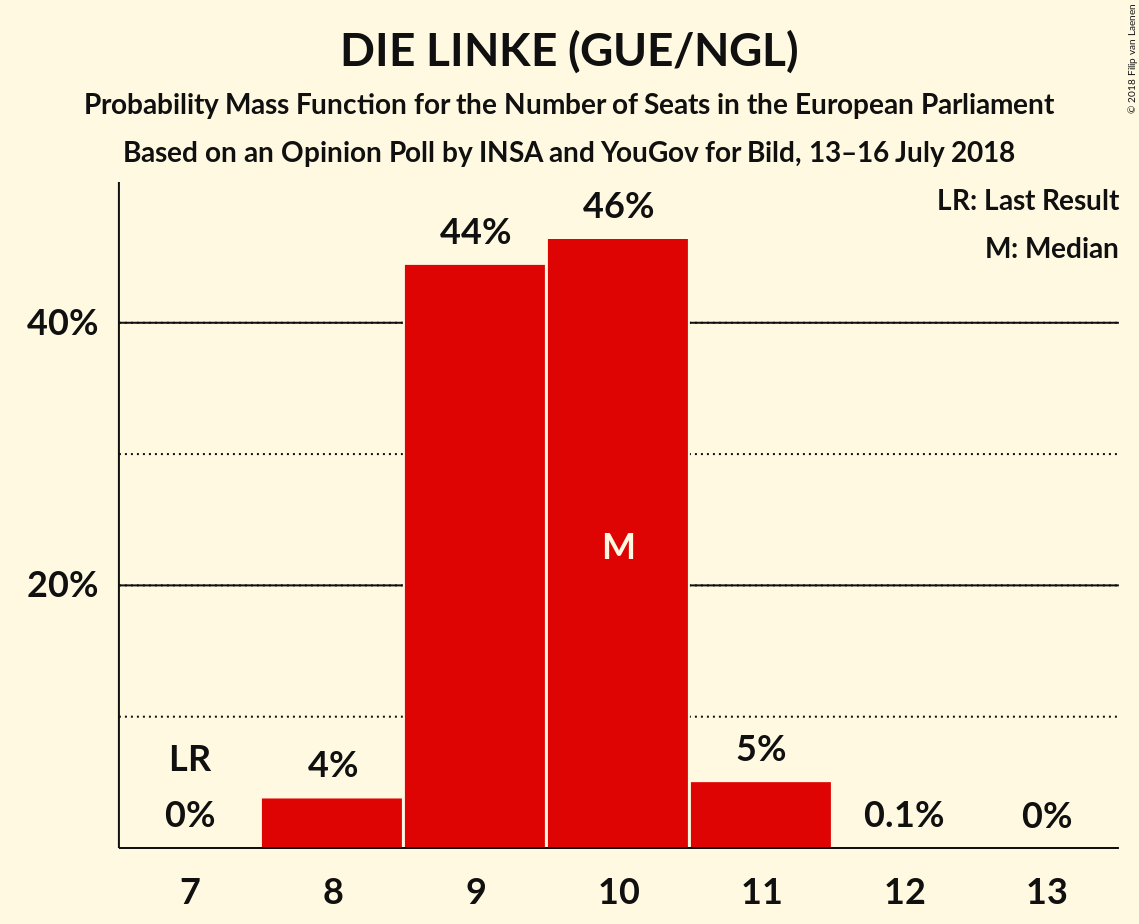 DIE LINKE (GUE/NGL)
Probability Mass Function for the Number of Seats in the European Parliament
Based on an Opinion Poll by INSA and YouGov for Bild, 13–16 July 2018
© 2018 Filip van Laenen
LR: Last Result
M: Median
40%
20%
LR
0%
4%
44%
46%
M
5%
0.1%
0%
7 8 9 10 11 12 13